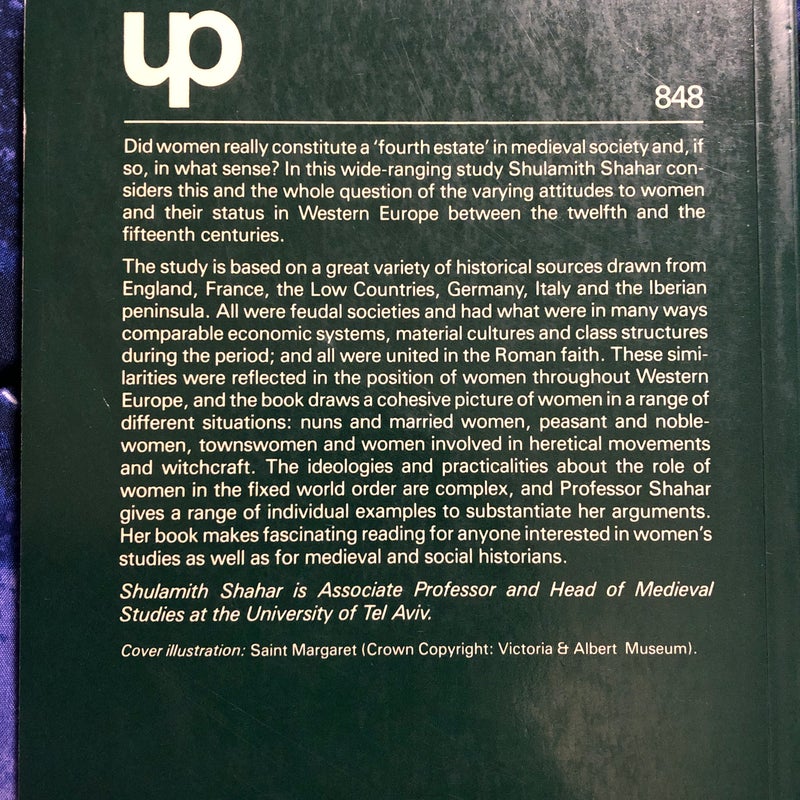 up
848
Did women really constitute a ‘fourth estate’ in medieval society and, if
so, in what sense? In this wide-ranging study Shulamith Shahar con-
siders this and the whole question of the varying attitudes to women
and their status in Western Europe between the twelfth and the
fifteenth centuries.
The study is based on a great variety of historical sources drawn from
England, France, the Low Countries, Germany, Italy and the Iberian
peninsula. All were feudal societies and had what were in many ways
comparable economic systems, material cultures and class structures
during the period; and all were united in the Roman faith. These simi-
larities were reflected in the position of women throughout Western
Europe, and the book draws a cohesive picture of women in a range of
different situations: nuns and married women, peasant and noble-
women, townswomen and women involved in heretical movements
and witchcraft. The ideologies and practicalities about the role of
women in the fixed world order are complex, and Professor Shahar
gives a range of individual examples to substantiate her arguments.
Her book makes fascinating reading for anyone interested in women’s
studies as well as for medieval and social historians.
Shulamith Shahar is Associate Professor and Head of Medieval
Studies at the University of Tel Aviv.
Cover illustration: Saint Margaret (Crown Copyright: Victoria & Albert Museum).